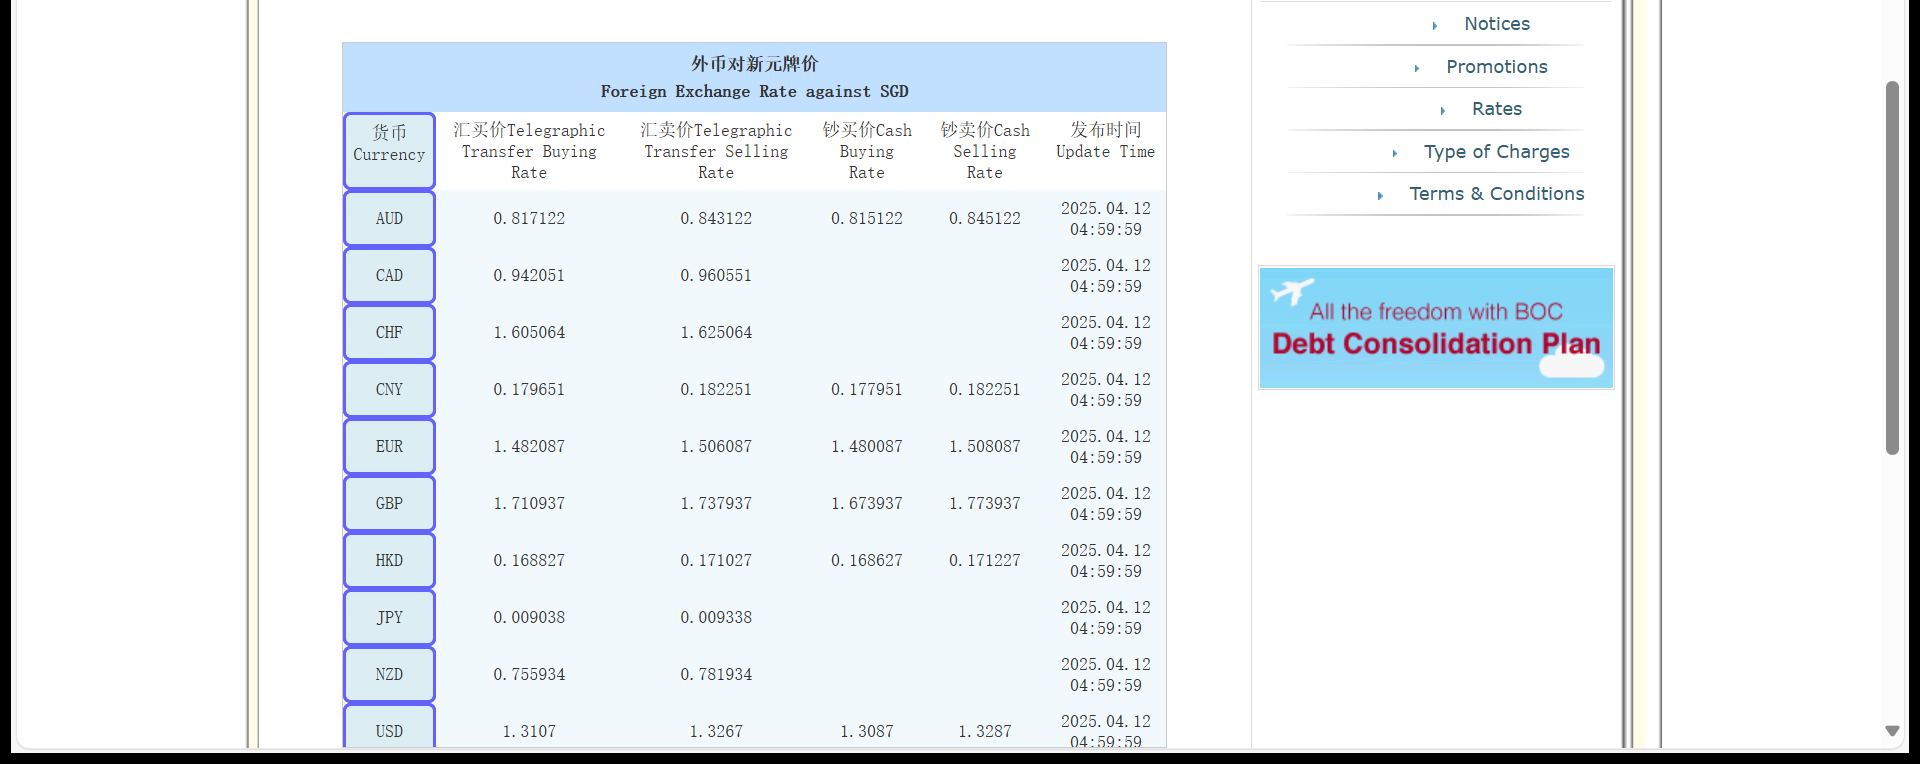 外币对新元牌价
Foreign Exchange Rate against SGD
货币 Currency 汇买价Telegraphic Transfer Buying Rate 汇卖价Telegraphic Transfer Selling Rate 钞买价Cash Buying Rate 钞卖价Cash Selling Rate 发布时间 Update Time
AUD 0.817122 0.843122 0.815122 0.845122 2025.04.12 04:59:59
CAD 0.942051 0.960551 2025.04.12 04:59:59
CHF 1.605064 1.625064 2025.04.12 04:59:59
CNY 0.179651 0.182251 0.177951 0.182251 2025.04.12 04:59:59
EUR 1.482087 1.506087 1.480087 1.508087 2025.04.12 04:59:59
GBP 1.710937 1.737937 1.673937 1.773937 2025.04.12 04:59:59
HKD 0.168827 0.171027 0.168627 0.171227 2025.04.12 04:59:59
JPY 0.009038 0.009338 2025.04.12 04:59:59
NZD 0.755934 0.781934 2025.04.12 04:59:59
USD 1.3107 1.3267 1.3087 1.3287 2025.04.12 04:59:59
Notices
Promotions
Rates
Type of Charges
Terms & Conditions
All the freedom with BOC
Debt Consolidation Plan